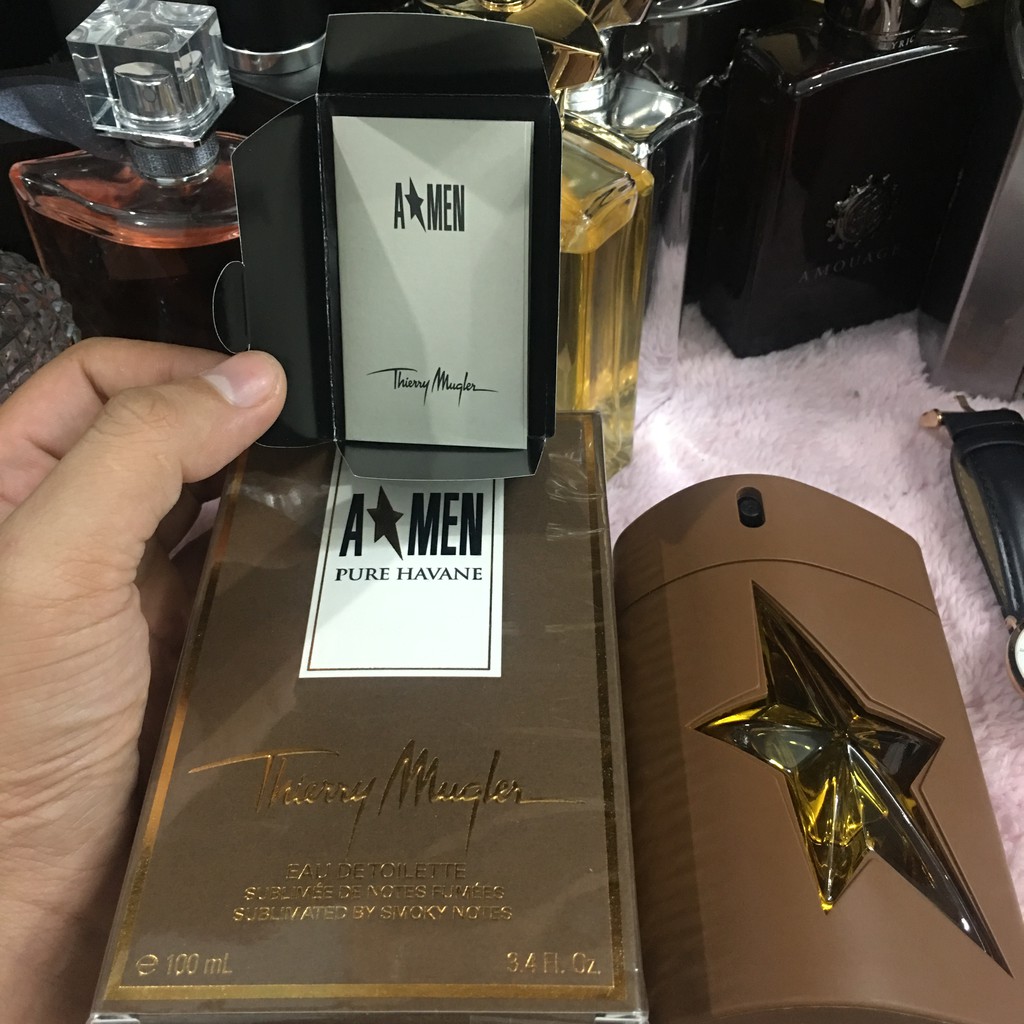 A★MEN
Thierry Mugler
A★MEN
PURE HAVANE
Thierry Mugler
EAU DE TOILETTE
SUBLIMÉE DE NOTES FUMÉES
SUBLIMATED BY SMOKY NOTES
℮ 100 mL 3.4 Fl. Oz.
AMOUAGE